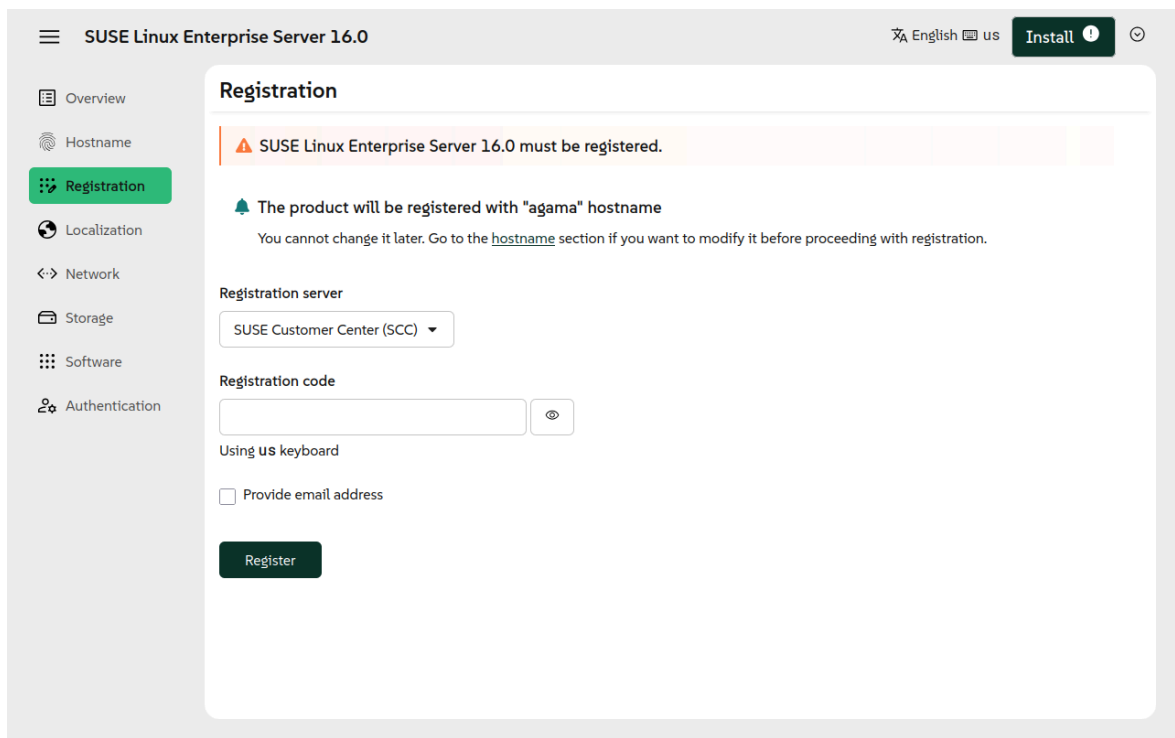 SUSE Linux Enterprise Server 16.0
English us
Install
Overview
Hostname
Registration
Localization
Network
Storage
Software
Authentication
Registration
SUSE Linux Enterprise Server 16.0 must be registered.
The product will be registered with "agama" hostname
You cannot change it later. Go to the hostname section if you want to modify it before proceeding with registration.
Registration server
SUSE Customer Center (SCC)
Registration code
Using us keyboard
Provide email address
Register